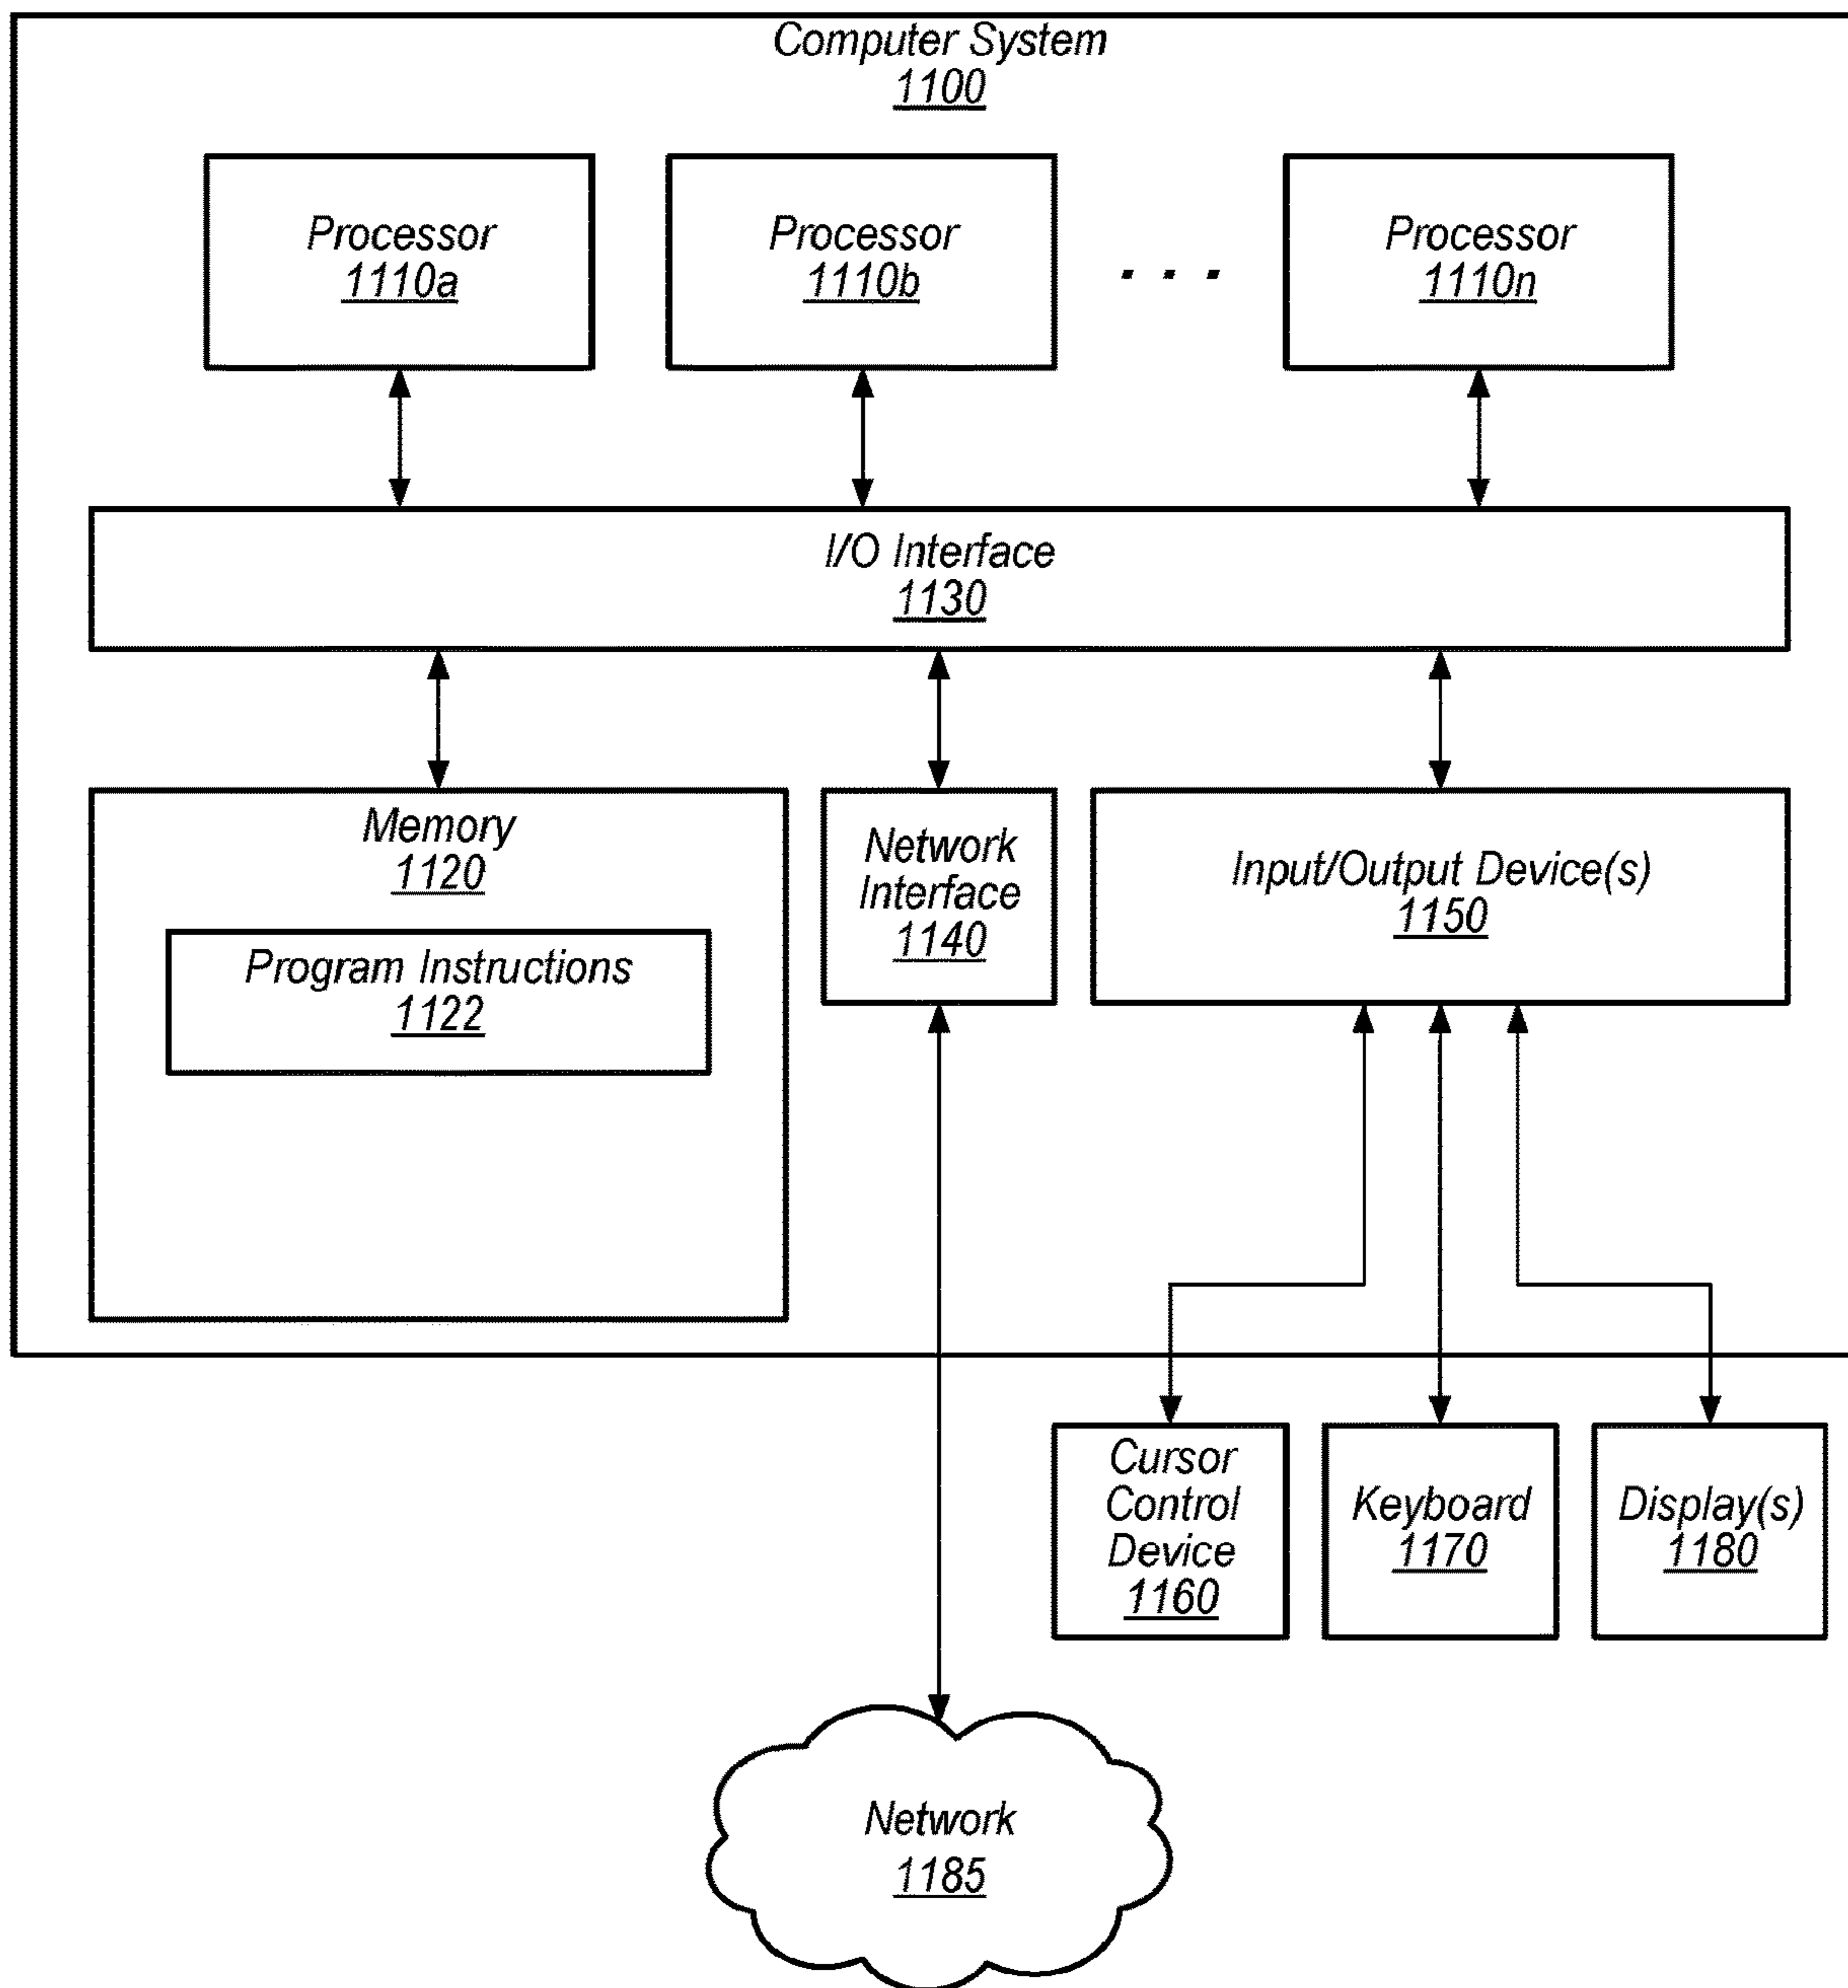 Computer System
1100
Processor
1110a
Processor
1110b
. . .
Processor
1110n
I/O Interface
1130
Memory
1120
Program Instructions
1122
Network
Interface
1140
Input/Output Device(s)
1150
Cursor
Control
Device
1160
Keyboard
1170
Display(s)
1180
Network
1185